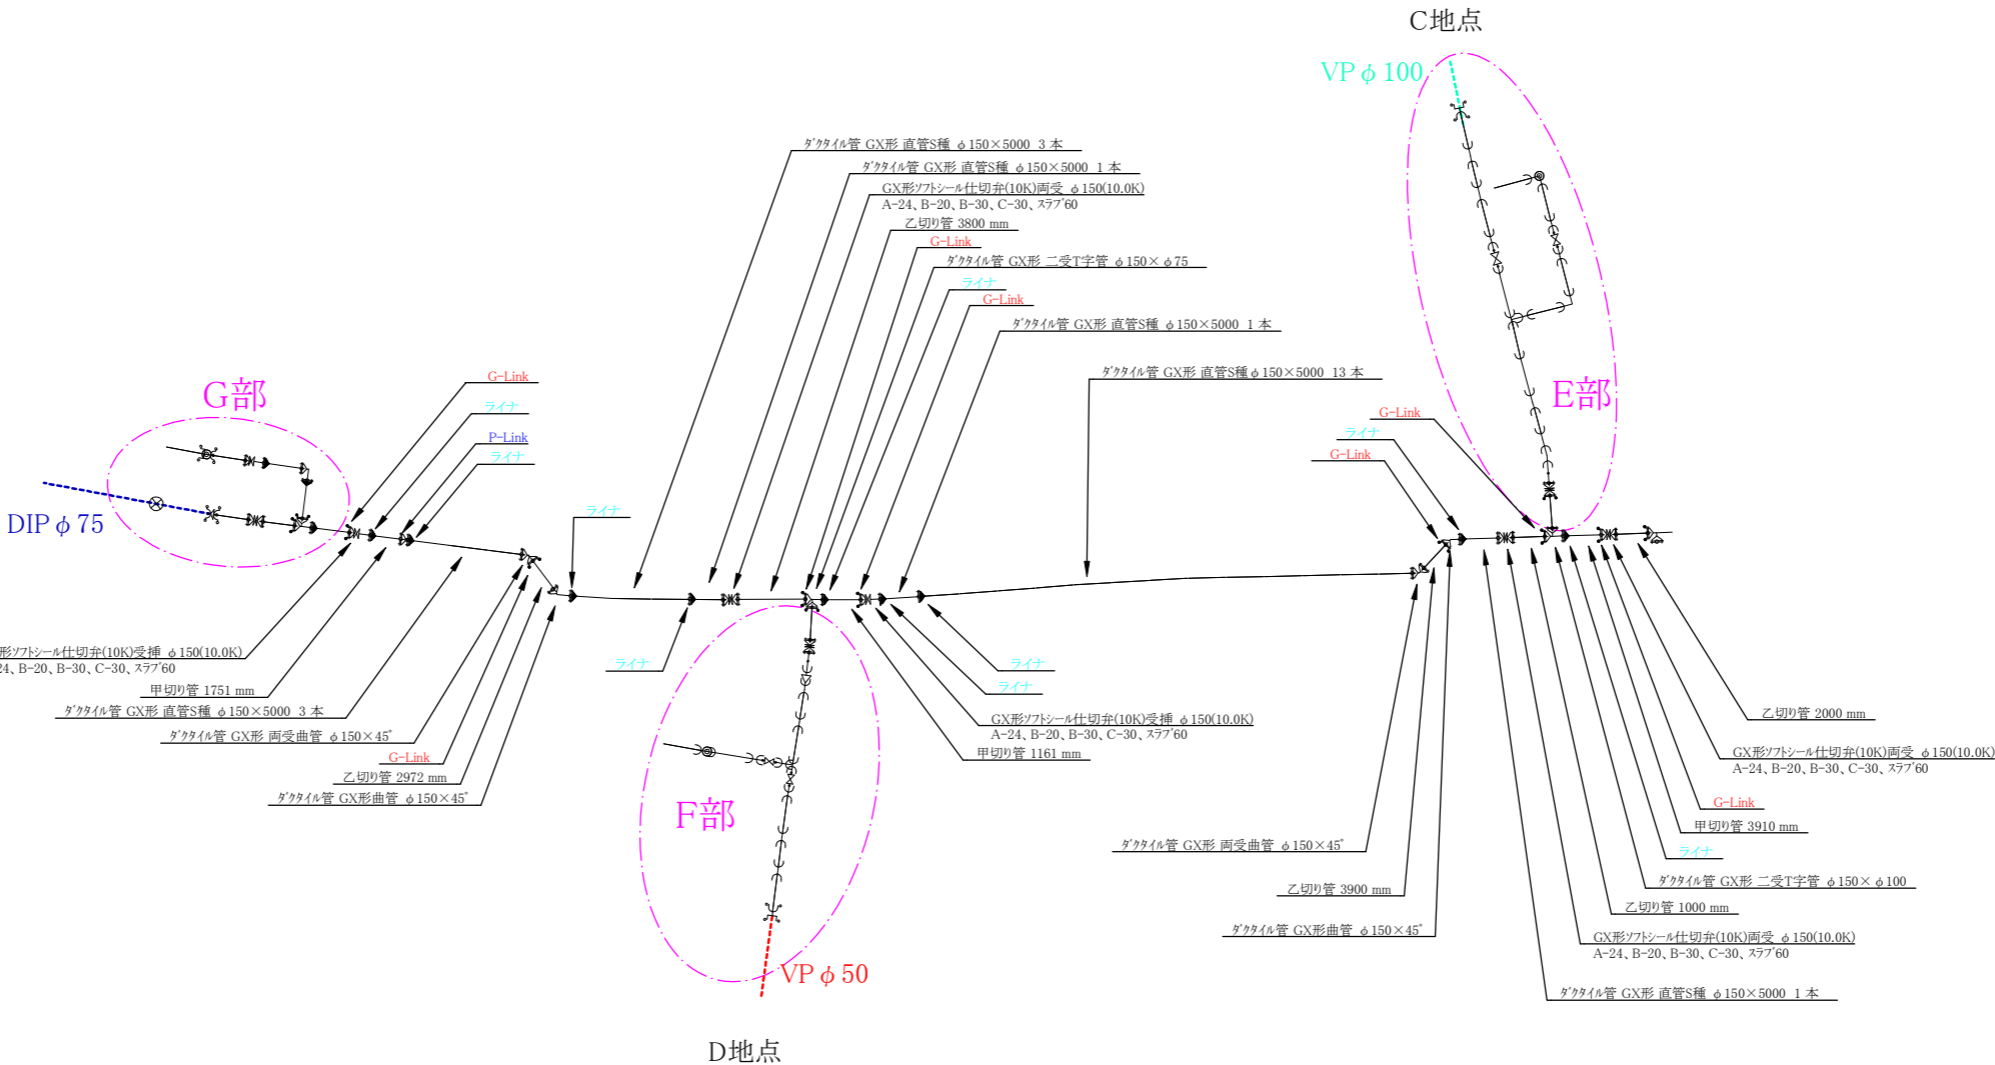 C地点
VPφ100
ダクタイル管 GX形 直管S種 φ150×5000 3 本
ダクタイル管 GX形 直管S種 φ150×5000 1 本
GX形ソフトシール仕切弁(10K)両受 φ150(10.0K)
A-24、B-20、B-30、C-30、スラブ60
乙切り管 3800 mm
G-Link
ダクタイル管 GX形 二受T字管 φ150×φ75
ライナ
G-Link
ダクタイル管 GX形 直管S種 φ150×5000 1 本
ダクタイル管 GX形 直管S種φ150×5000 13 本
G部
G-Link
ライナ
P-Link
ライナ
DIPφ75
ライナ
G-Link
ライナ
G-Link
E部
形ソフトシール仕切弁(10K)受挿 φ150(10.0K)
24、B-20、B-30、C-30、スラブ60
甲切り管 1751 mm
ダクタイル管 GX形 直管S種 φ150×5000 3 本
ダクタイル管 GX形 両受曲管 φ150×45°
G-Link
乙切り管 2972 mm
ダクタイル管 GX形曲管 φ150×45°
ライナ
ライナ
ライナ
GX形ソフトシール仕切弁(10K)受挿 φ150(10.0K)
A-24、B-20、B-30、C-30、スラブ60
甲切り管 1161 mm
F部
VPφ50
D地点
ダクタイル管 GX形 両受曲管 φ150×45°
乙切り管 3900 mm
ダクタイル管 GX形曲管 φ150×45°
乙切り管 2000 mm
GX形ソフトシール仕切弁(10K)両受 φ150(10.0K)
A-24、B-20、B-30、C-30、スラブ60
G-Link
甲切り管 3910 mm
ライナ
ダクタイル管 GX形 二受T字管 φ150×φ100
乙切り管 1000 mm
GX形ソフトシール仕切弁(10K)両受 φ150(10.0K)
A-24、B-20、B-30、C-30、スラブ60
ダクタイル管 GX形 直管S種 φ150×5000 1 本